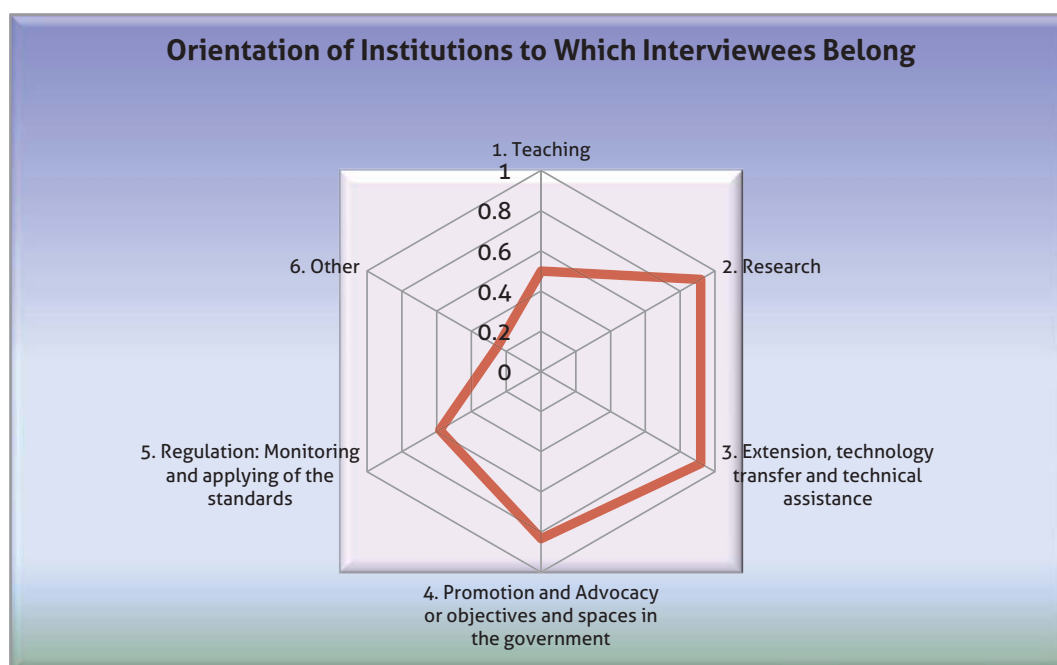 Orientation of Institutions to Which Interviewees Belong
1. Teaching
1
0.8
0.6
0.4
0.2
0
2. Research
3. Extension, technology
transfer and technical
assistance
4. Promotion and Advocacy
or objectives and spaces in
the government
5. Regulation: Monitoring
and applying of the
standards
6. Other